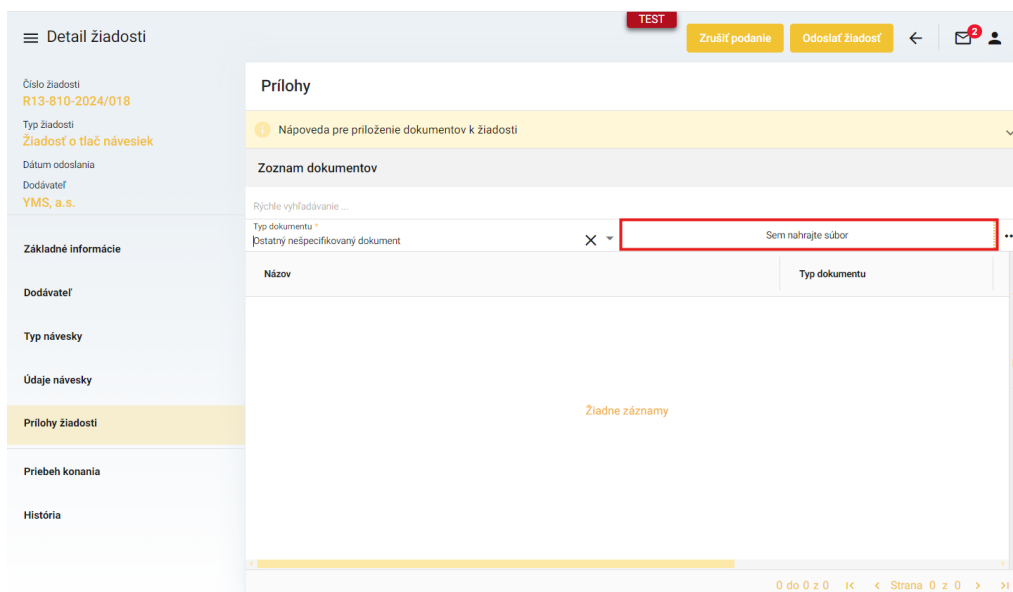 TEST
Detail žiadosti
Zrušiť podanie
Odoslať žiadosť
2
Číslo žiadosti
R13-810-2024/018
Typ žiadosti
Žiadosť o tlač návesiek
Dátum odoslania
Dodávateľ
YMS, a.s.
Základné informácie
Dodávateľ
Typ návesky
Údaje návesky
Prílohy žiadosti
Priebeh konania
História
Prílohy
Nápoveda pre priloženie dokumentov k žiadosti
Zoznam dokumentov
Rýchle vyhľadávanie ...
Typ dokumentu *
Ostatný nešpecifikovaný dokument
Sem nahrajte súbor
Názov
Typ dokumentu
Žiadne záznamy
0 do 0 z 0
Strana 0 z 0